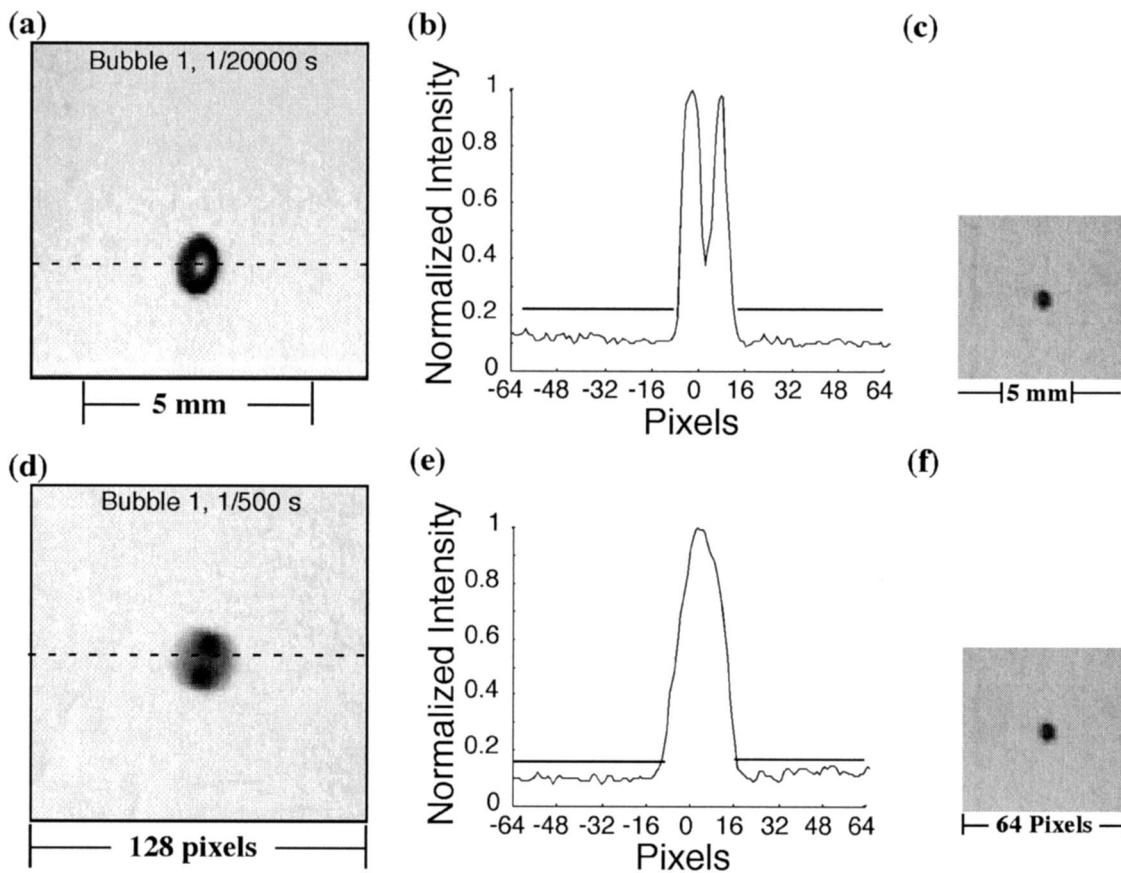 (a)
Bubble 1, 1/20000 s
5 mm
(b)
Normalized Intensity
1
0.8
0.6
0.4
0.2
0
-64 -48 -32 -16 0 16 32 48 64
Pixels
(c)
5 mm
(d)
Bubble 1, 1/500 s
128 pixels
(e)
Normalized Intensity
1
0.8
0.6
0.4
0.2
0
-64 -48 -32 -16 0 16 32 48 64
Pixels
(f)
64 Pixels